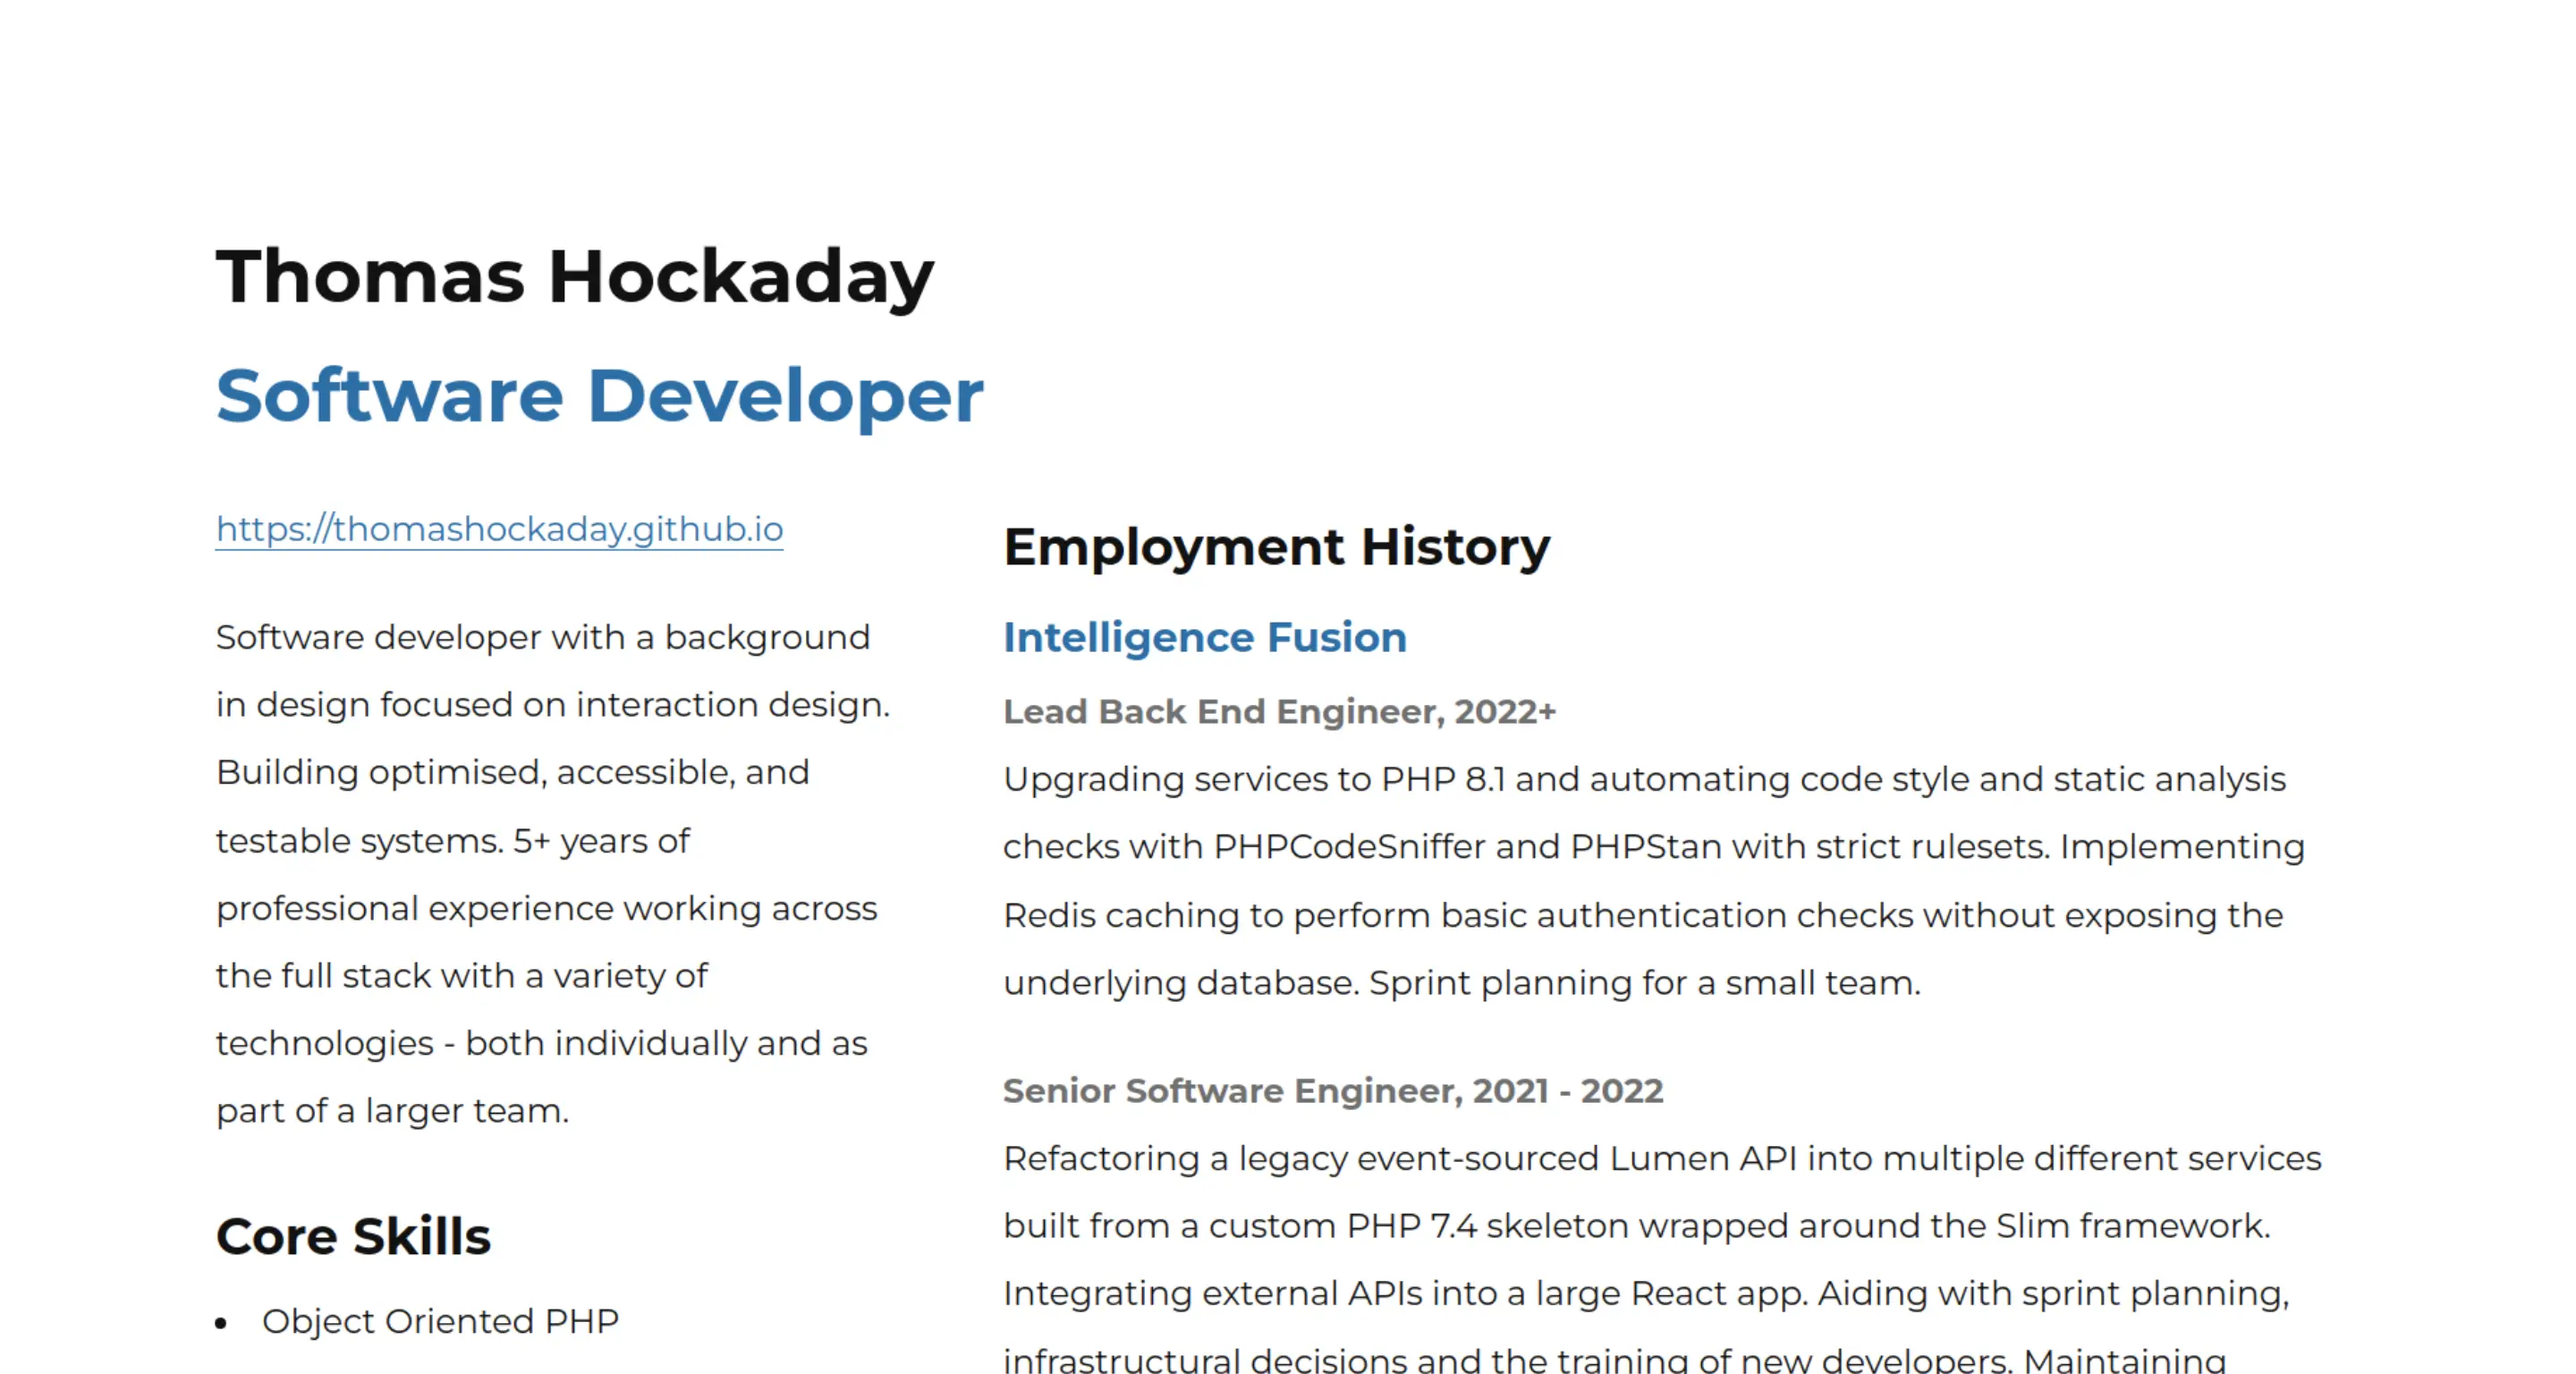 Thomas Hockaday
Software Developer
https://thomashockaday.github.io
Software developer with a background
in design focused on interaction design.
Building optimised, accessible, and
testable systems. 5+ years of
professional experience working across
the full stack with a variety of
technologies - both individually and as
part of a larger team.
Core Skills
• Object Oriented PHP
Employment History
Intelligence Fusion
Lead Back End Engineer, 2022+
Upgrading services to PHP 8.1 and automating code style and static analysis
checks with PHPCodeSniffer and PHPStan with strict rulesets. Implementing
Redis caching to perform basic authentication checks without exposing the
underlying database. Sprint planning for a small team.
Senior Software Engineer, 2021 - 2022
Refactoring a legacy event-sourced Lumen API into multiple different services
built from a custom PHP 7.4 skeleton wrapped around the Slim framework.
Integrating external APIs into a large React app. Aiding with sprint planning,
infrastructural decisions and the training of new developers. Maintaining